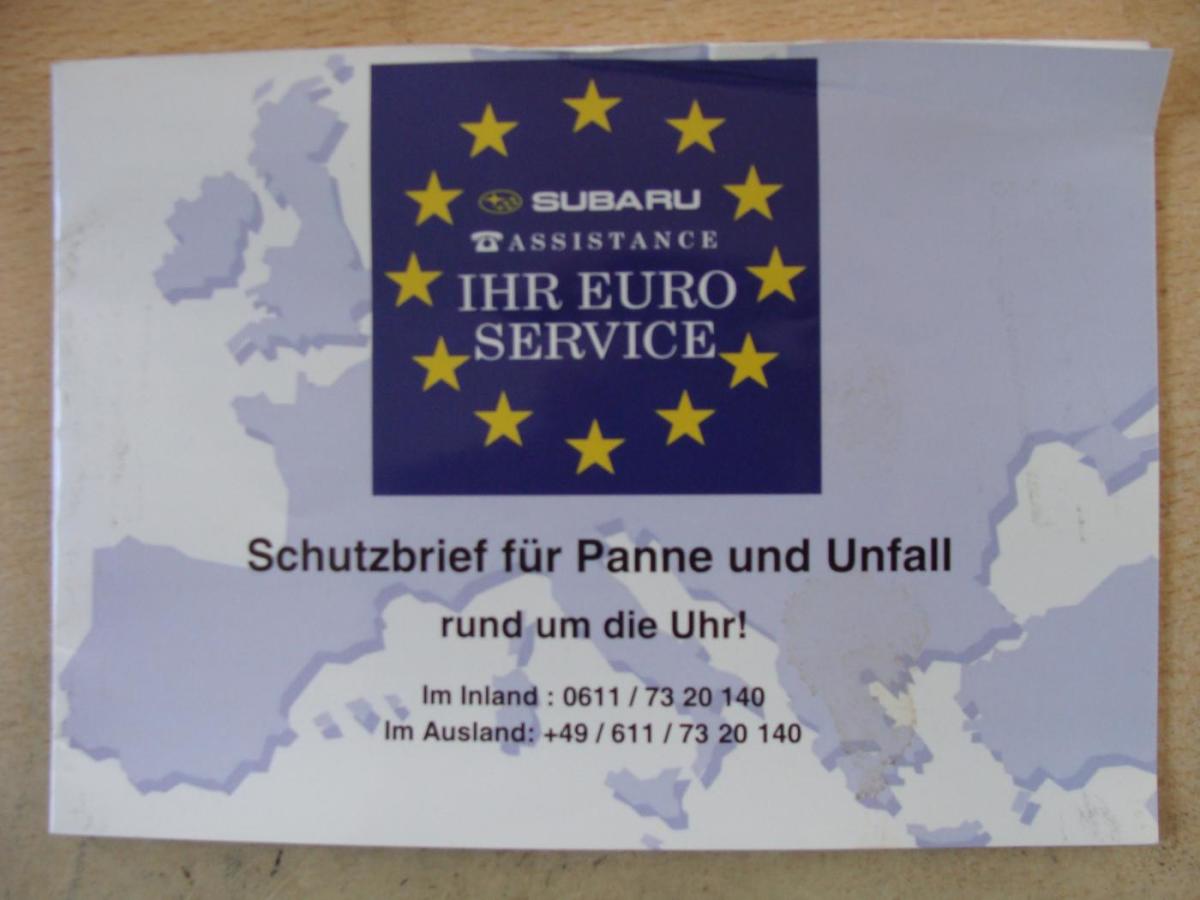 SUBARU
ASSISTANCE
IHR EURO
SERVICE
Schutzbrief für Panne und Unfall
rund um die Uhr!
Im Inland : 0611 / 73 20 140
Im Ausland: +49 / 611 / 73 20 140